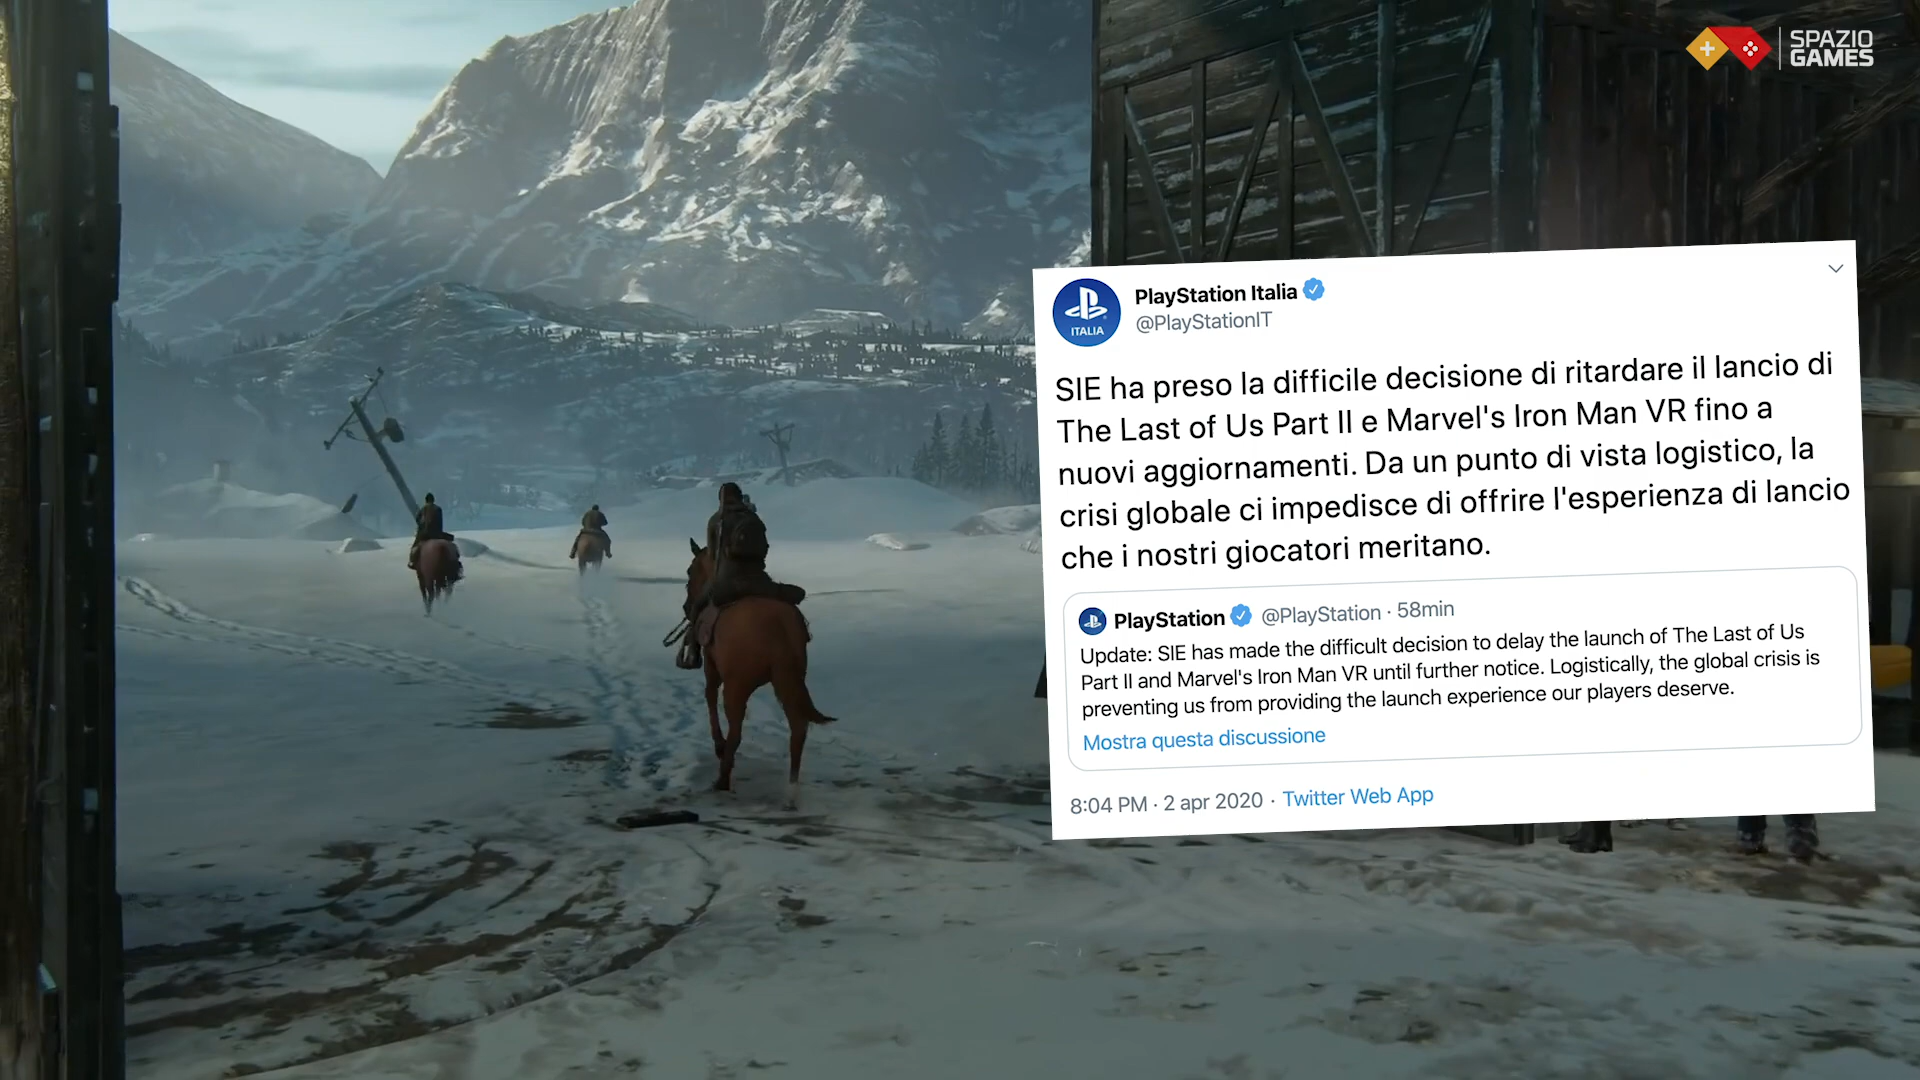 SPAZIO
GAMES
PlayStation Italia
@PlayStationIT
ITALIA
SIE ha preso la difficile decisione di ritardare il lancio di
The Last of Us Part II e Marvel's Iron Man VR fino a
nuovi aggiornamenti. Da un punto di vista logistico, la
crisi globale ci impedisce di offrire l'esperienza di lancio
che i nostri giocatori meritano.
PlayStation @PlayStation · 58min
Update: SIE has made the difficult decision to delay the launch of The Last of Us
Part II and Marvel's Iron Man VR until further notice. Logistically, the global crisis is
preventing us from providing the launch experience our players deserve.
Mostra questa discussione
8:04 PM · 2 apr 2020 · Twitter Web App